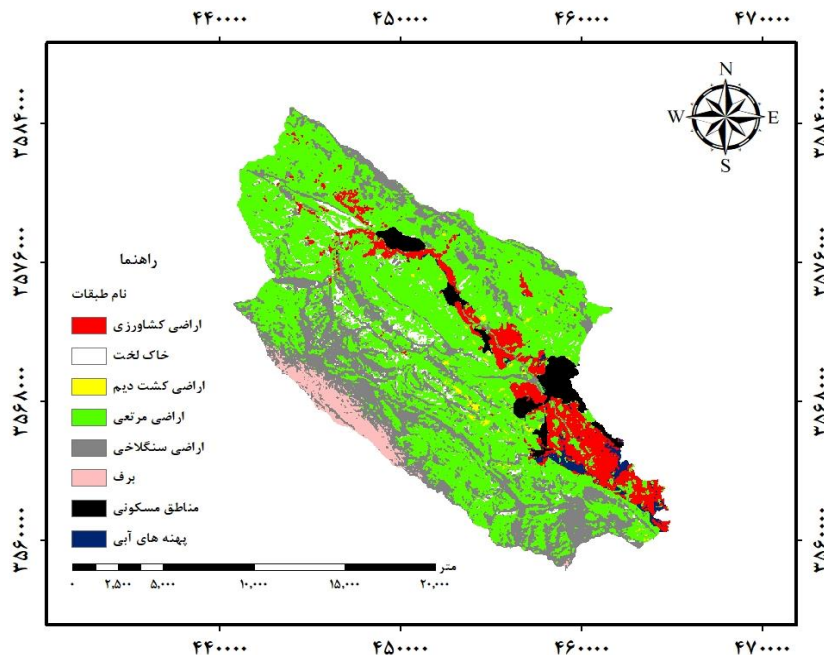 ۴۴۰۰۰۰ ۴۵۰۰۰۰ ۴۶۰۰۰۰ ۴۷۰۰۰۰
N
W E
S
۳۵۸۴۰۰۰ ۳۵۸۴۰۰۰
۳۵۷۶۰۰۰ ۳۵۷۶۰۰۰
۳۵۶۸۰۰۰ ۳۵۶۸۰۰۰
۳۵۶۰۰۰۰ ۳۵۶۰۰۰۰
راهنما
نام طبقات
اراضی کشاورزی
خاک لخت
اراضی کشت دیم
اراضی مرتعی
اراضی سنگلاخی
برف
مناطق مسکونی
پهنه های آبی
متر
۰ ۲,۵۰۰ ۵,۰۰۰ ۱۰,۰۰۰ ۱۵,۰۰۰ ۲۰,۰۰۰
۴۴۰۰۰۰ ۴۵۰۰۰۰ ۴۶۰۰۰۰ ۴۷۰۰۰۰